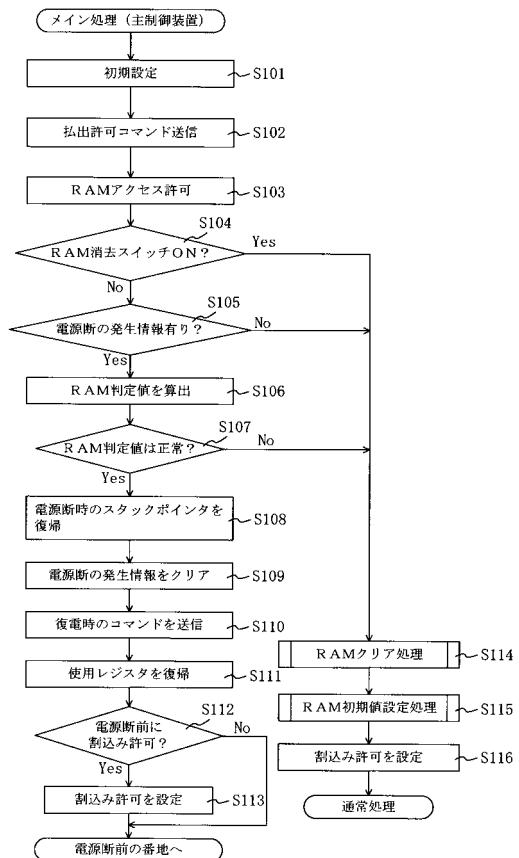 メイン処理(主制御装置)
初期設定
S101
払出許可コマンド送信
S102
RAMアクセス許可
S103
S104
RAM消去スイッチON?
Yes
No
S105
電源断の発生情報有り?
No
Yes
RAM判定値を算出
S106
S107
RAM判定値は正常?
No
Yes
電源断時のスタックポインタを
復帰
S108
電源断の発生情報をクリア
S109
復電時のコマンドを送信
S110
使用レジスタを復帰
S111
S112
電源断前に
割込み許可?
No
Yes
割込み許可を設定
S113
電源断前の番地へ
RAMクリア処理
S114
RAM初期値設定処理
S115
割込み許可を設定
S116
通常処理